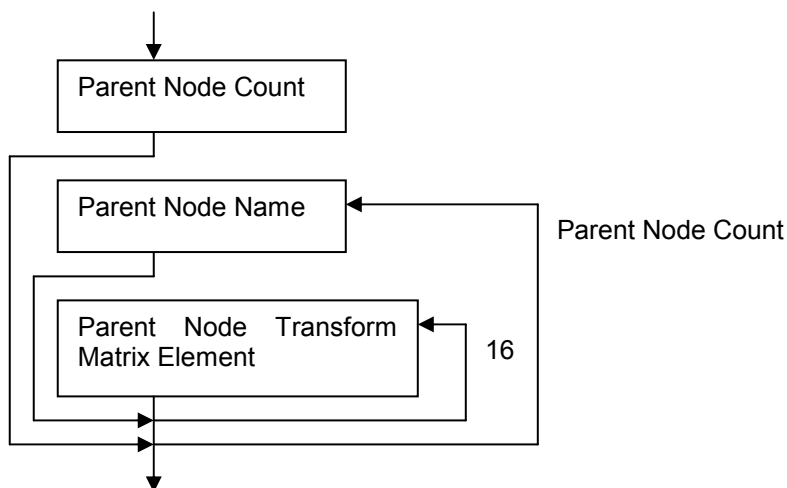 Parent Node Count
Parent Node Name
Parent Node Count
Parent Node Transform
Matrix Element
16